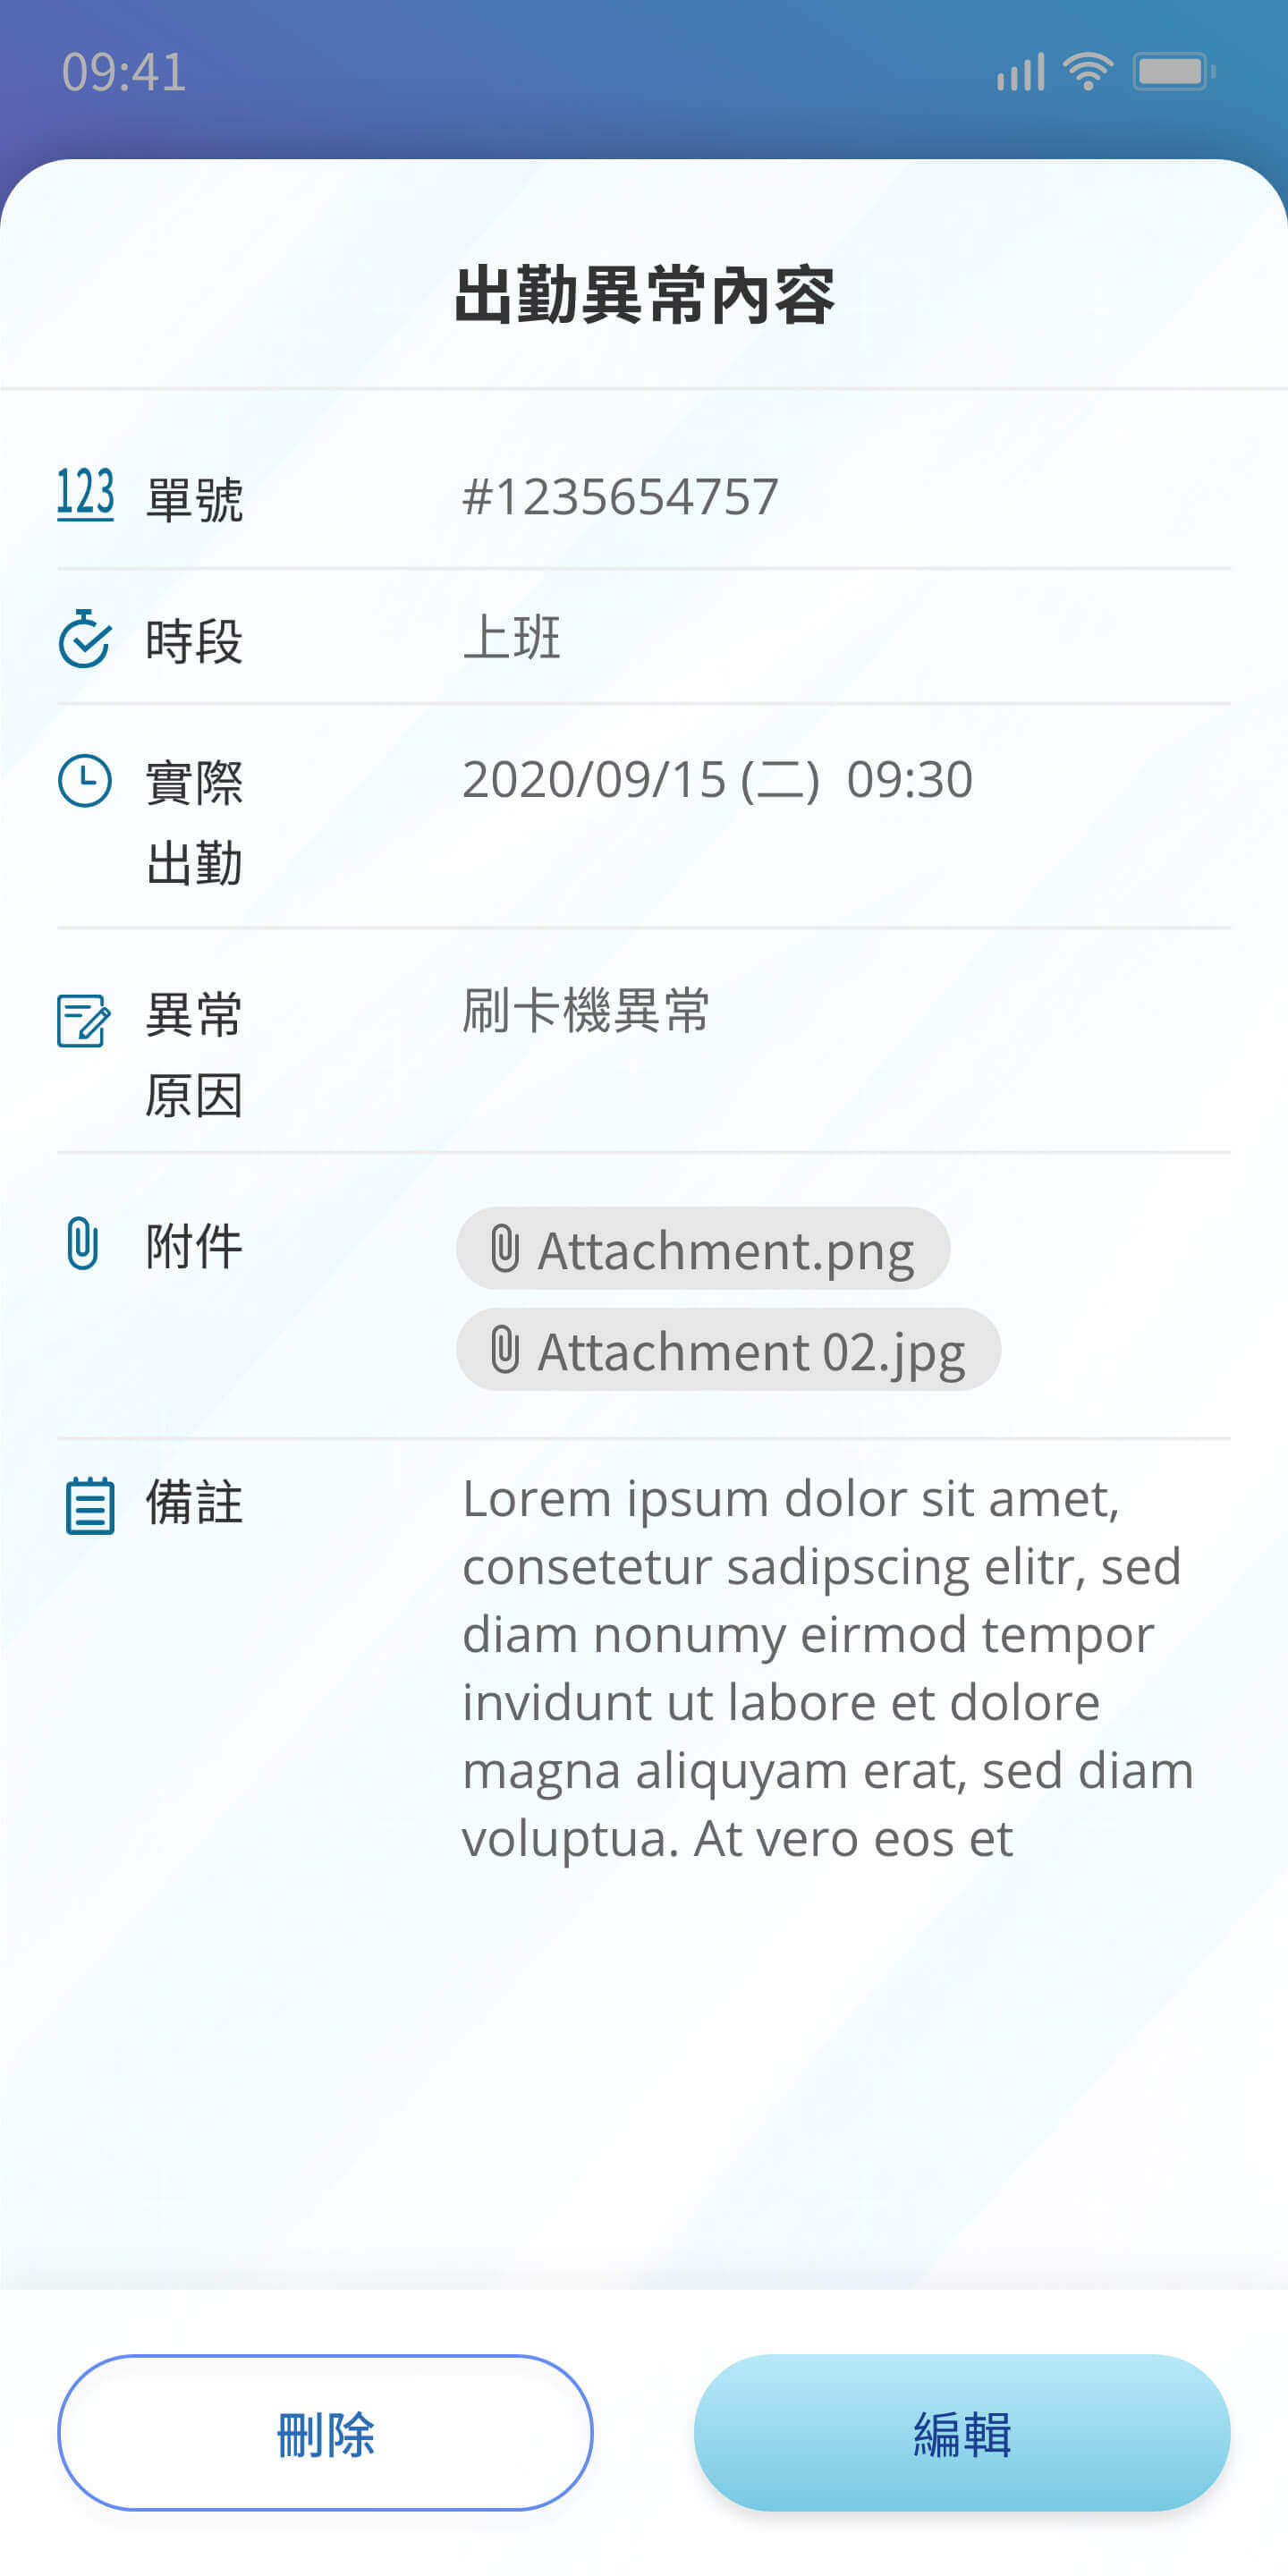 09:41
出勤異常內容
123 單號 #1235654757
時段 上班
實際 2020/09/15 (二) 09:30
出勤
異常 刷卡機異常
原因
附件 Attachment.png
Attachment 02.jpg
備註 Lorem ipsum dolor sit amet,
consetetur sadipscing elitr, sed
diam nonumy eirmod tempor
invidunt ut labore et dolore
magna aliquyam erat, sed diam
voluptua. At vero eos et
刪除 編輯